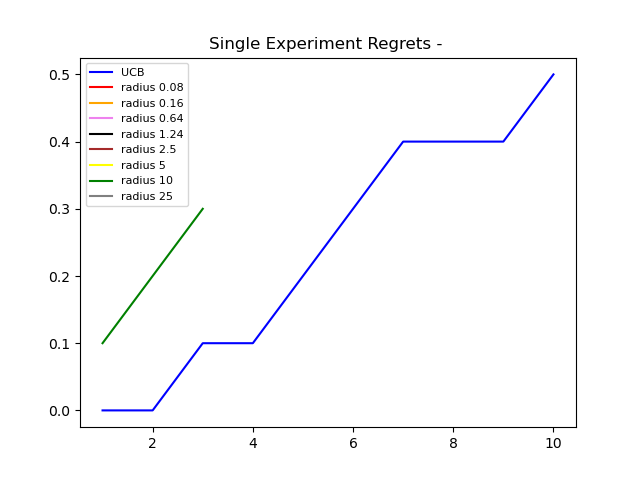 Single Experiment Regrets -
UCB
radius 0.08
radius 0.16
radius 0.64
radius 1.24
radius 2.5
radius 5
radius 10
radius 25
0.5
0.4
0.3
0.2
0.1
0.0
2 4 6 8 10